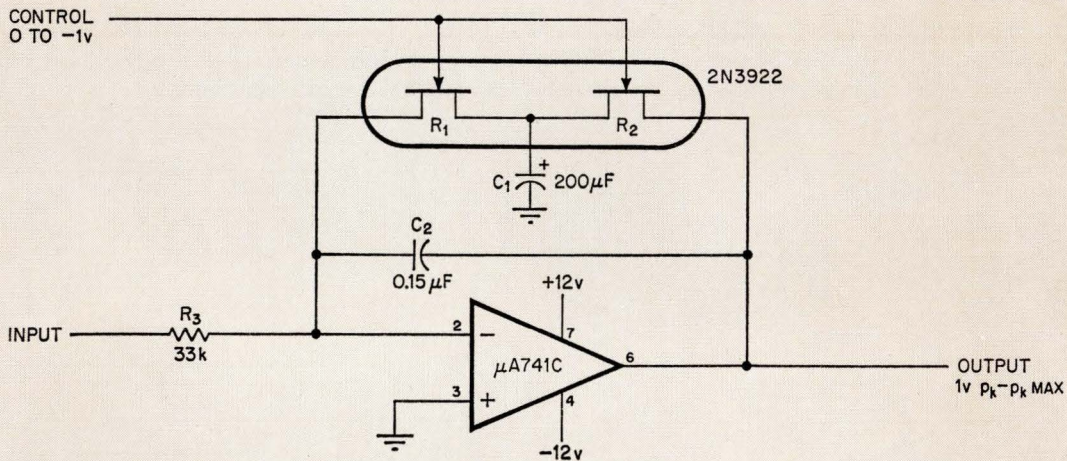 CONTROL
0 TO -1v
2N3922
R1
R2
+
C1
200µF
C2
0.15µF
+12v
R3
INPUT
33k
2
−
7
µA741C
6
OUTPUT
1v pk-pk MAX
3
+
4
-12v